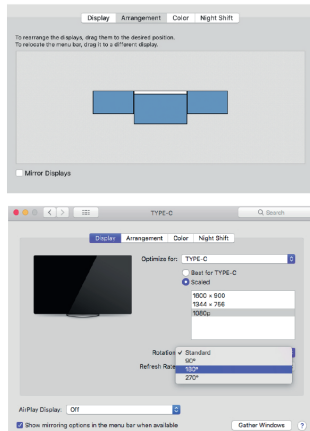 Display Arrangement Color Night Shift
To rearrange the displays, drag them to the desired position.
To relocate the menu bar, drag it to a different display.
Mirror Displays
TYPE-C
Search
Display Arrangement Color Night Shift
Optimize for: TYPE-C
Best for TYPE-C
Scaled
1600 × 900
1344 × 756
1080p
Rotation ✓ Standard
90°
Refresh Rate 180°
270°
AirPlay Display: Off
Show mirroring options in the menu bar when available
Gather Windows ?